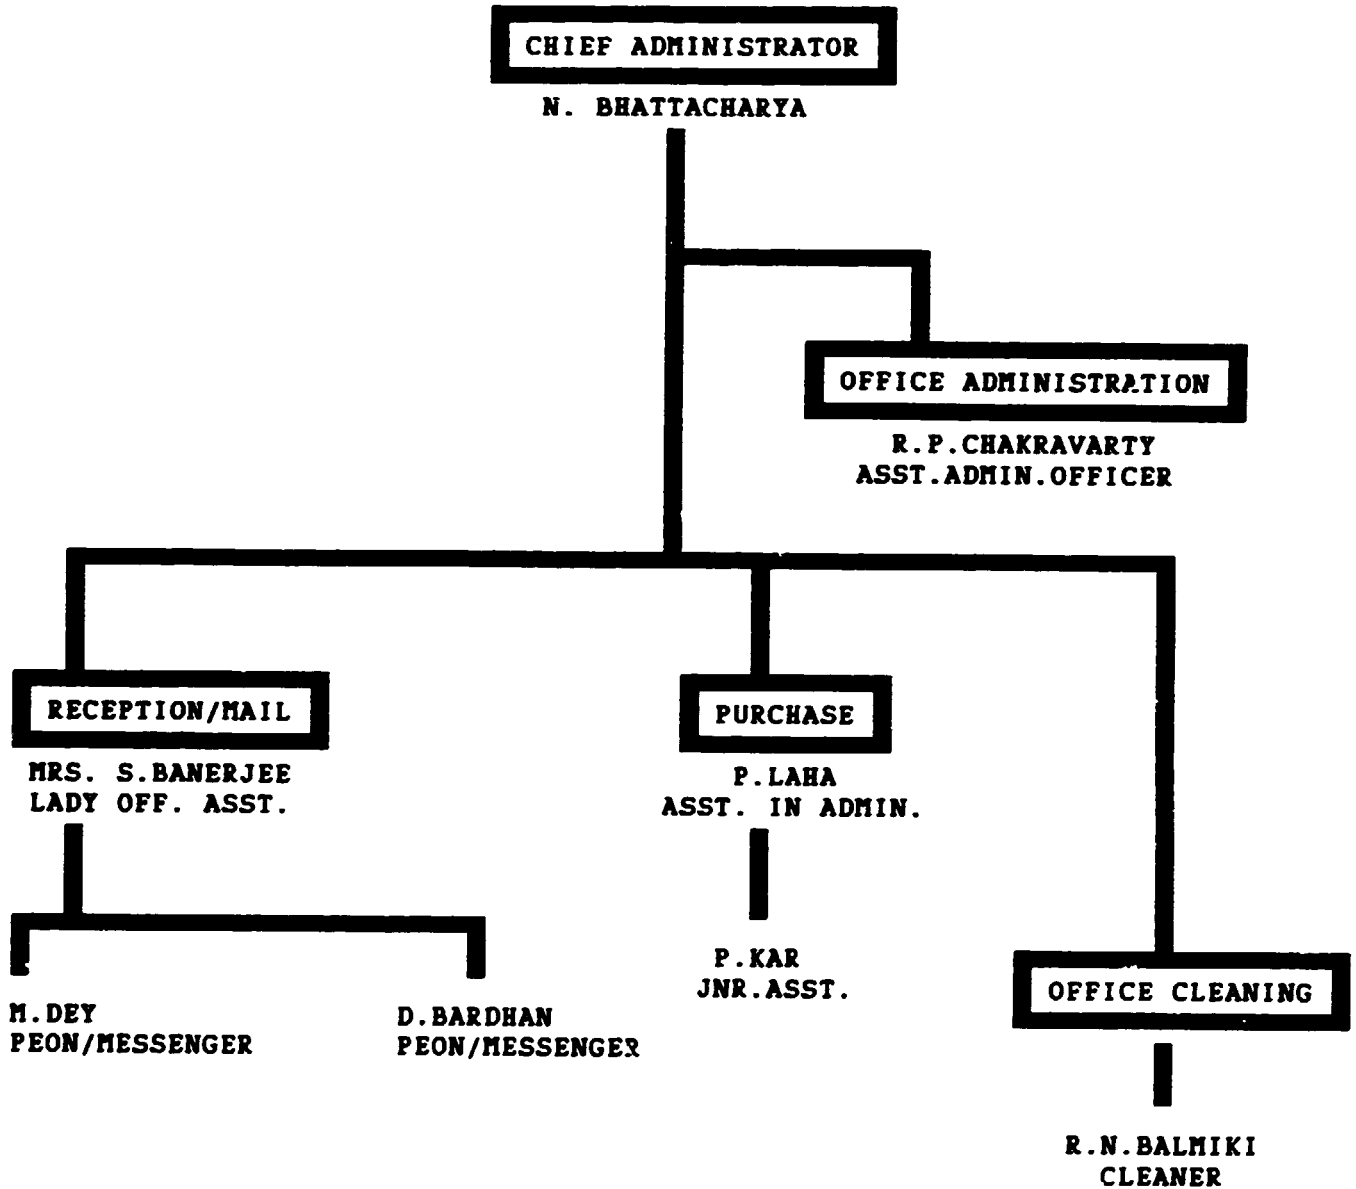 CHIEF ADMINISTRATOR
N. BHATTACHARYA
OFFICE ADMINISTRATION
R.P.CHAKRAVARTY
ASST.ADMIN.OFFICER
RECEPTION/MAIL
MRS. S.BANERJEE
LADY OFF. ASST.
PURCHASE
P.LAHA
ASST. IN ADMIN.
M.DEY
PEON/MESSENGER
D.BARDHAN
PEON/MESSENGER
P.KAR
JNR.ASST.
OFFICE CLEANING
R.N.BALMIKI
CLEANER